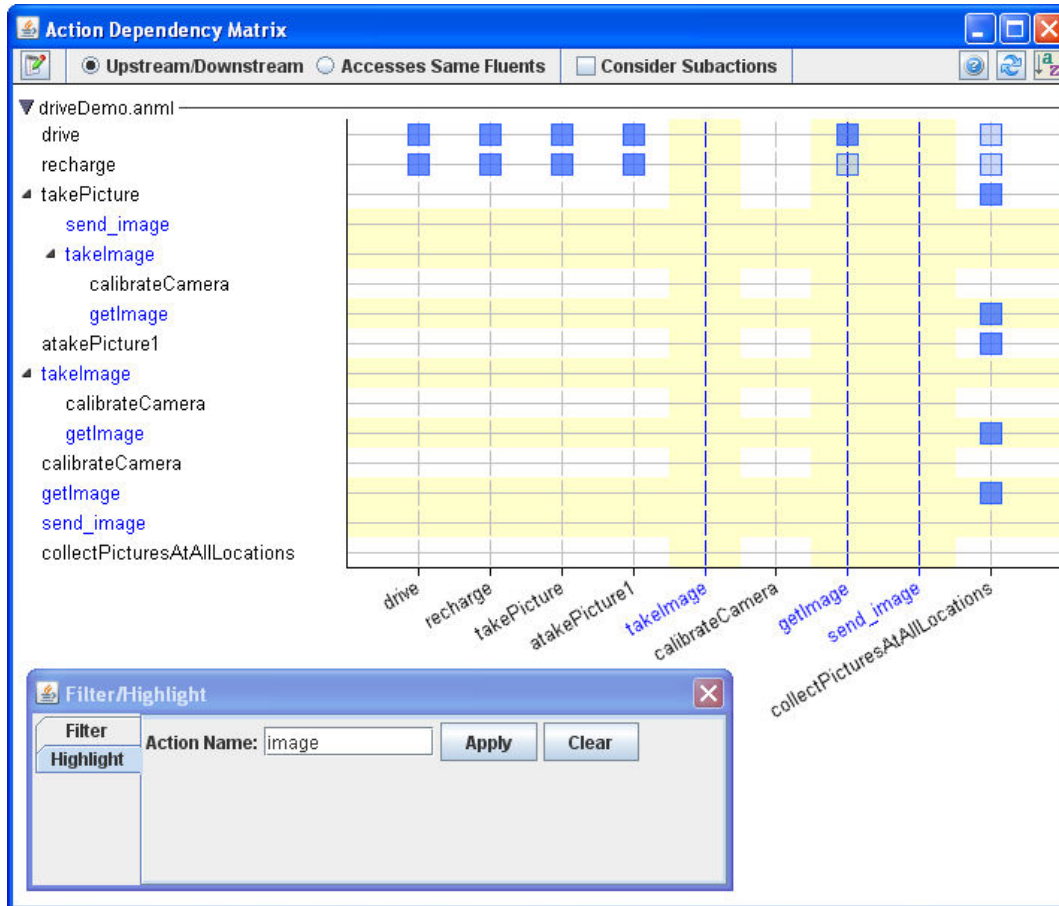 Action Dependency Matrix
Upstream/Downstream Accesses Same Fluents Consider Subactions
driveDemo.anml
drive
recharge
takePicture
send_image
takeImage
calibrateCamera
getImage
atakePicture1
takeImage
calibrateCamera
getImage
calibrateCamera
getImage
send_image
collectPicturesAtAllLocations
drive
recharge
takePicture
atakePicture1
takeImage
calibrateCamera
getImage
send_image
collectPicturesAtAllLocations
Filter/Highlight
Filter
Highlight
Action Name: image Apply Clear